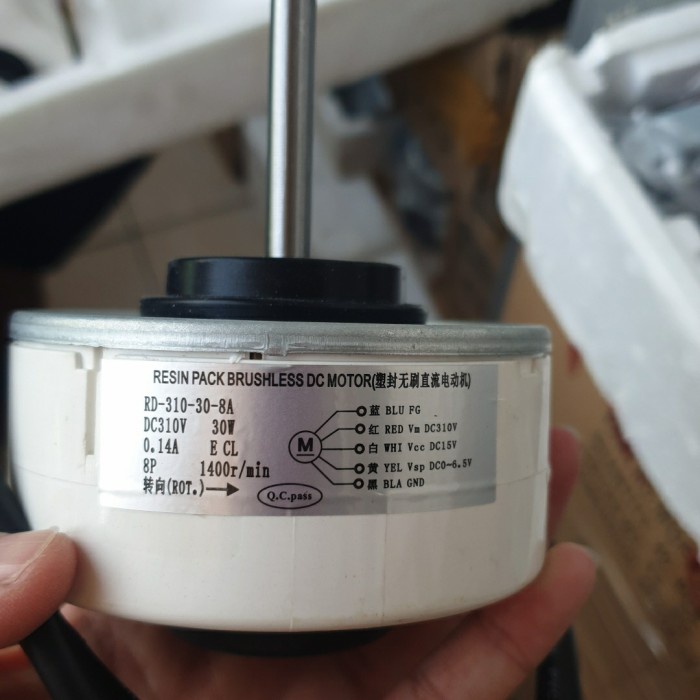 RESIN PACK BRUSHLESS DC MOTOR(塑封无刷直流电动机)
RD-310-30-8A
DC310V 30W
0.14A E CL
8P 1400r/min
转向(ROT.)→
Q.C.pass
M
蓝 BLU FG
红 RED Vm DC310V
白 WHI Vcc DC15V
黄 YEL Vsp DC0-6.5V
黑 BLA GND